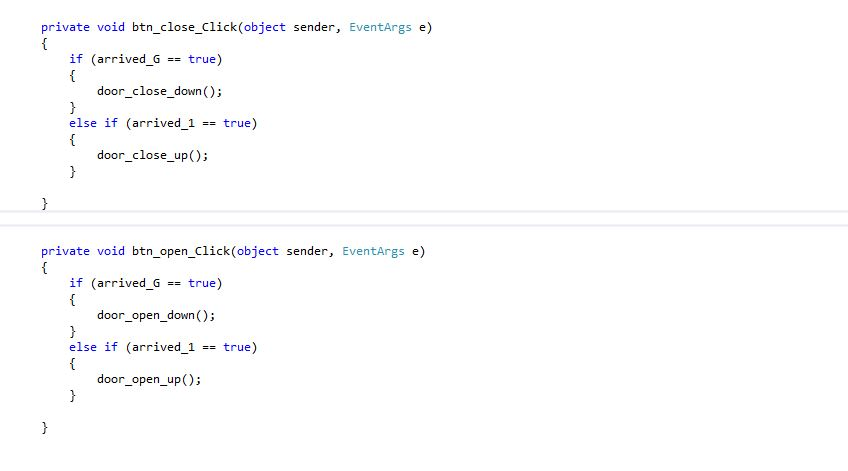 private void btn_close_Click(object sender, EventArgs e)
{
    if (arrived_G == true)
    {
        door_close_down();
    }
    else if (arrived_1 == true)
    {
        door_close_up();
    }

}

private void btn_open_Click(object sender, EventArgs e)
{
    if (arrived_G == true)
    {
        door_open_down();
    }
    else if (arrived_1 == true)
    {
        door_open_up();
    }

}